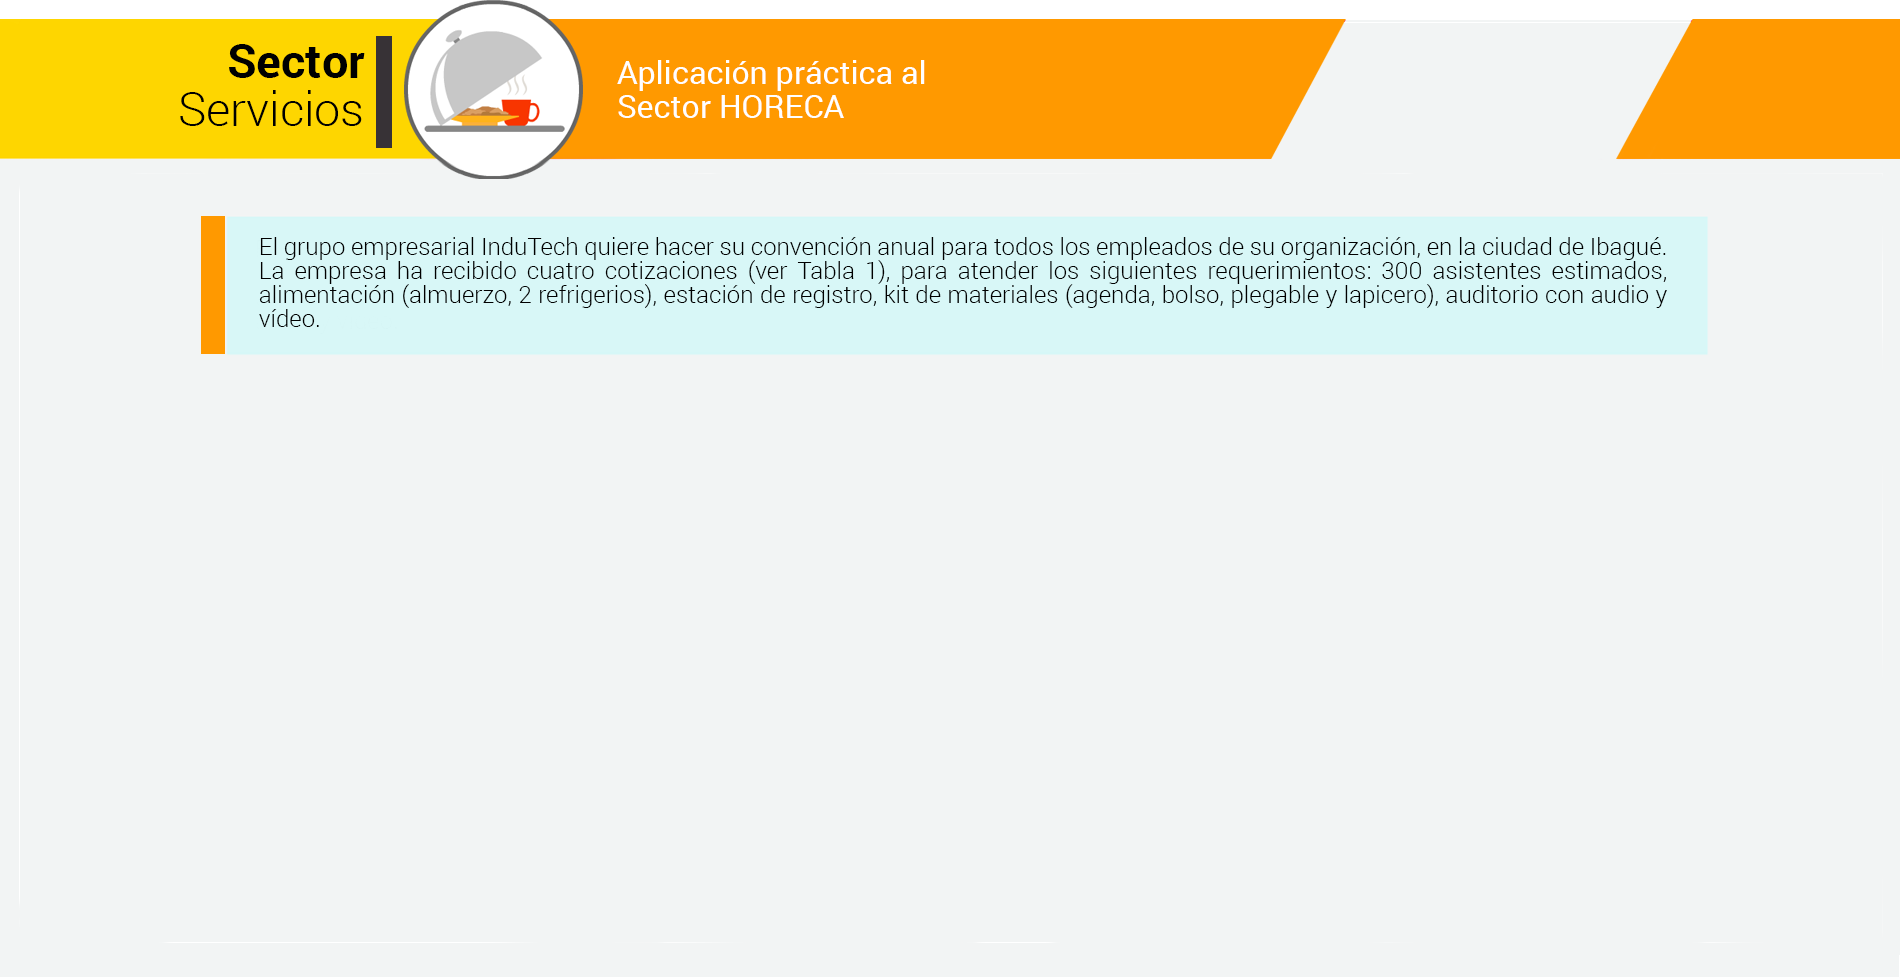 Sector
Servicios
Aplicación práctica al
Sector HORECA
El grupo empresarial InduTech quiere hacer su convención anual para todos los empleados de su organización, en la ciudad de Ibagué.
La empresa ha recibido cuatro cotizaciones (ver Tabla 1), para atender los siguientes requerimientos: 300 asistentes estimados,
alimentación (almuerzo, 2 refrigerios), estación de registro, kit de materiales (agenda, bolso, plegable y lapicero), auditorio con audio y
vídeo.